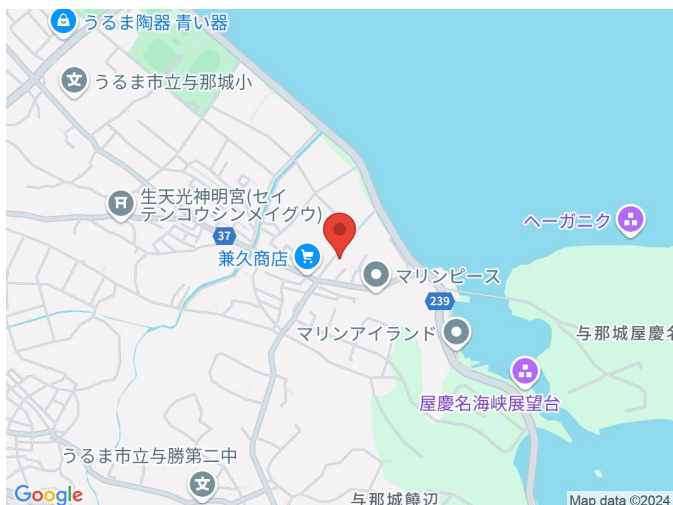 うるま陶器 青い器
うるま市立与那城小
生天光神明宮(セイ
テンコウシンメイグウ)
37
兼久商店
マリンピース
ヘーガニク
239
マリンアイランド
与那城屋慶名
屋慶名海峡展望台
うるま市立与勝第二中
与那城饒辺
Google
Map data ©2024
文
文